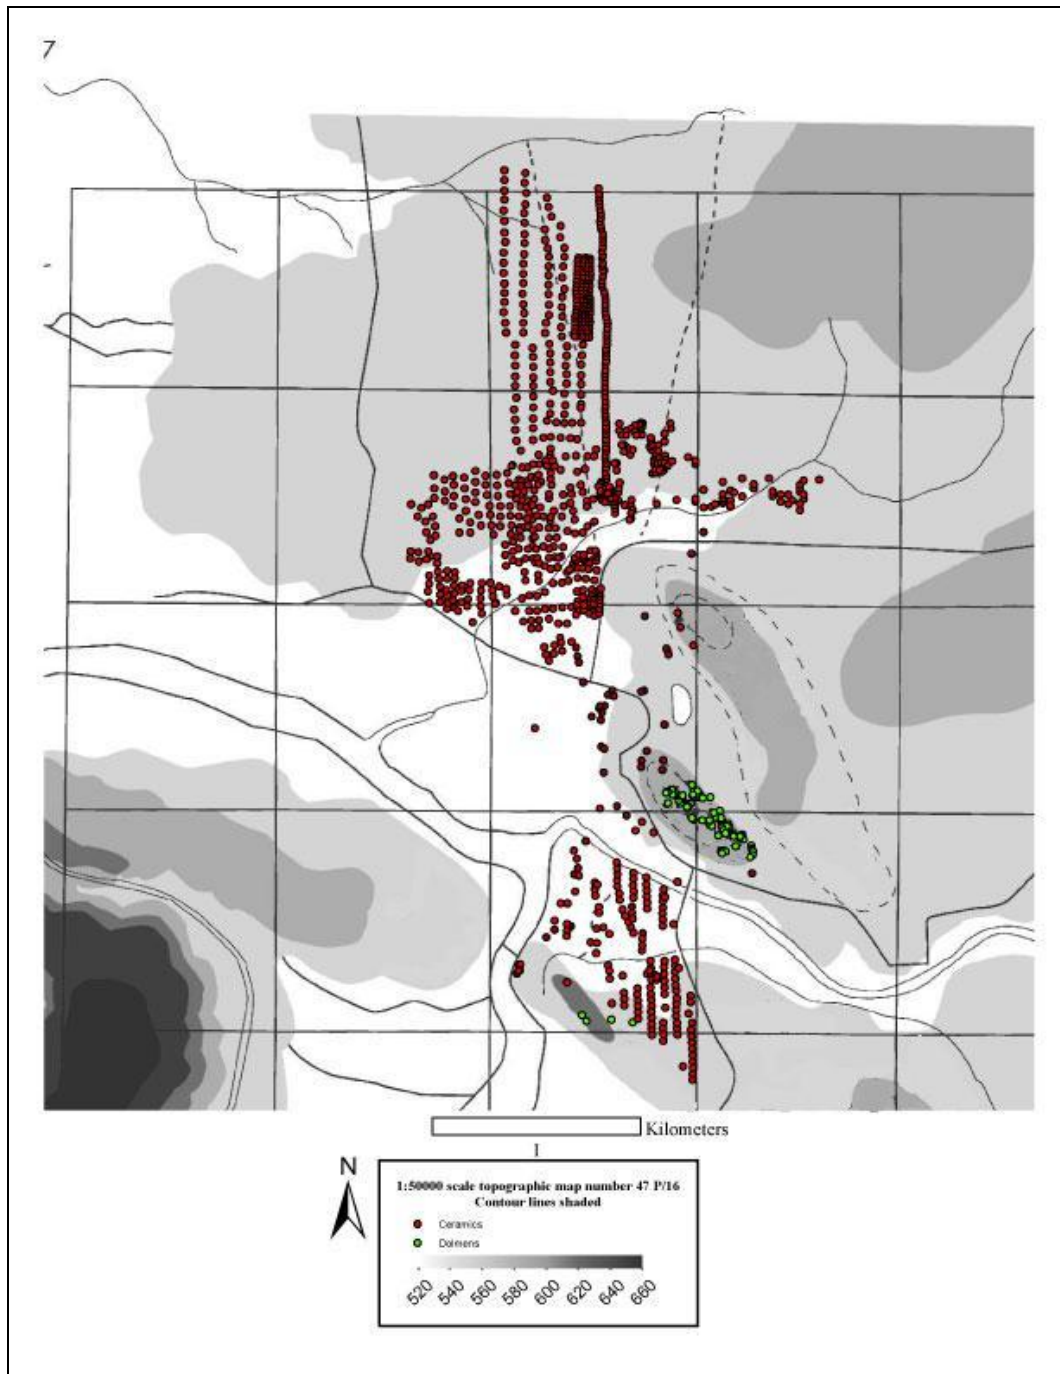 7
Kilometers
I
N
1:50000 scale topographic map number 47 P/16
Contour lines shaded
Ceramics
Dolmens
520 540 560 580 600 620 640 660